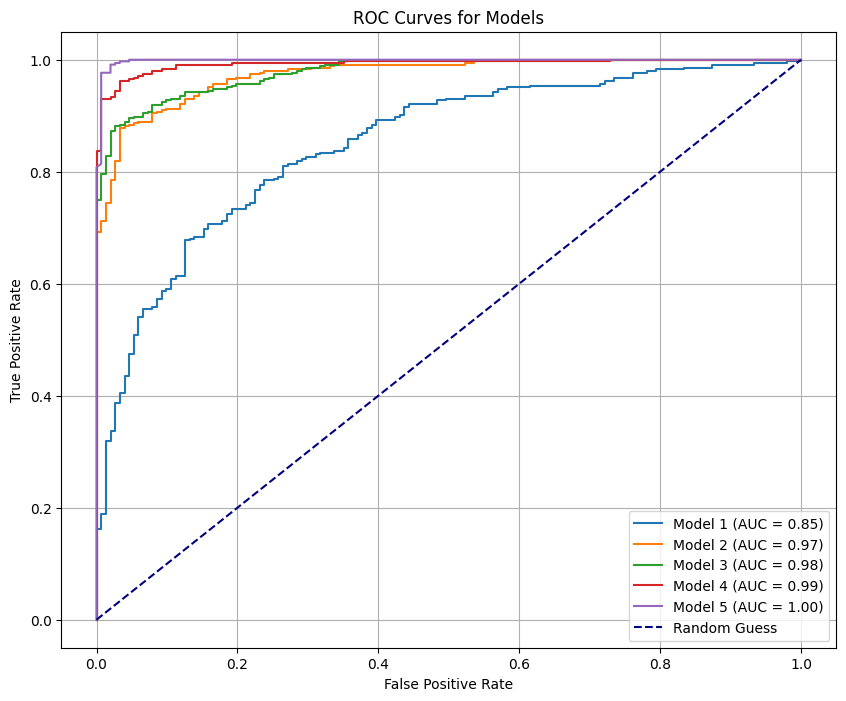 ROC Curves for Models
True Positive Rate
1.0
0.8
0.6
0.4
0.2
0.0
0.0 0.2 0.4 0.6 0.8 1.0
False Positive Rate
Model 1 (AUC = 0.85)
Model 2 (AUC = 0.97)
Model 3 (AUC = 0.98)
Model 4 (AUC = 0.99)
Model 5 (AUC = 1.00)
Random Guess